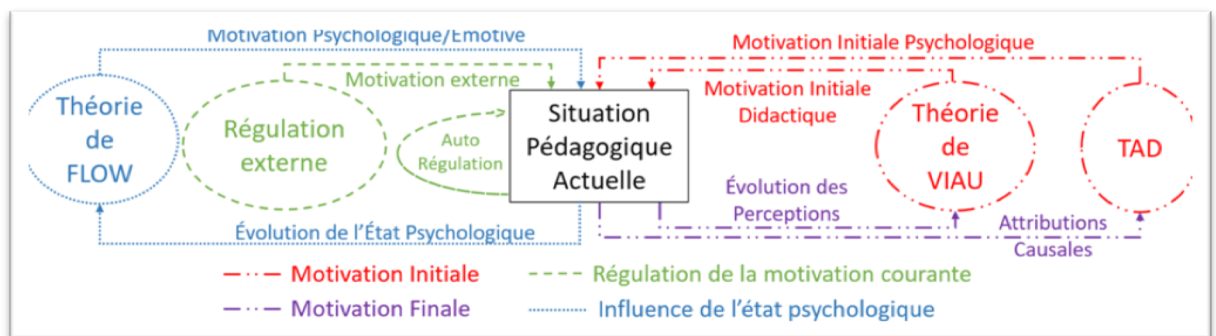 Motivation Psychologique/Émotive
Motivation Initiale Psychologique
Motivation externe
Motivation Initiale
Didactique
Théorie
de
FLOW
Régulation
externe
Auto
Régulation
Situation
Pédagogique
Actuelle
Théorie
de
VIAU
TAD
Évolution des
Perceptions
Évolution de l’État Psychologique
Attributions
Causales
Motivation Initiale
Régulation de la motivation courante
Motivation Finale
Influence de l’état psychologique